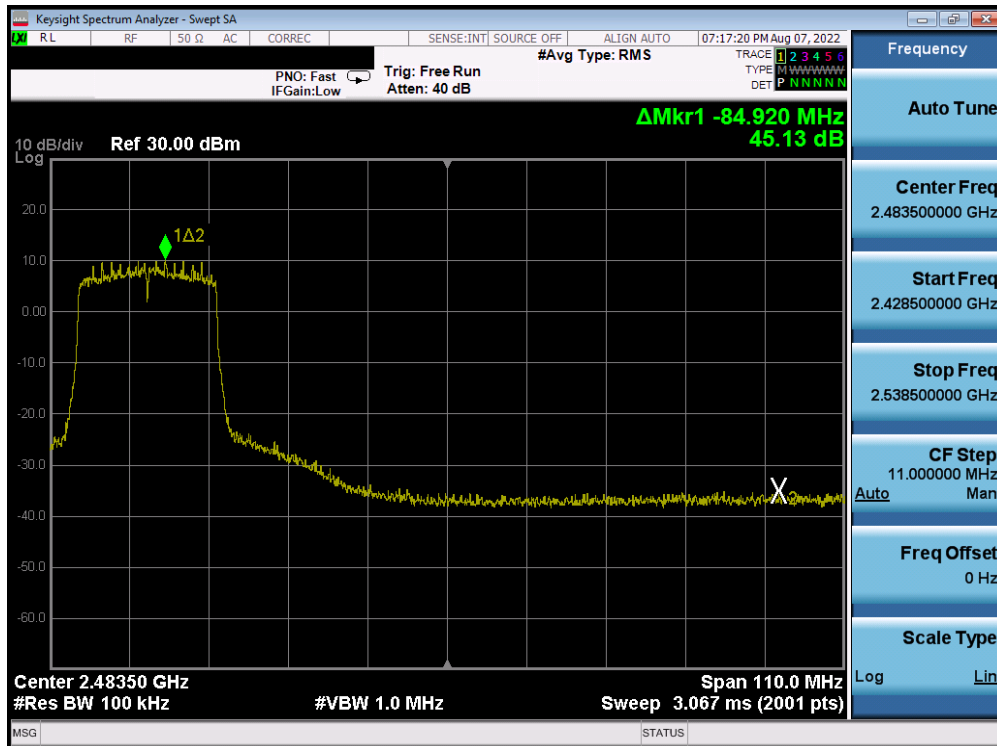 Keysight Spectrum Analyzer - Swept SA
LXI RL RF 50 Ω AC CORREC SENSE:INT SOURCE OFF ALIGN AUTO 07:17:20 PM Aug 07, 2022
PNO: Fast
IFGain:Low
Trig: Free Run
Atten: 40 dB
#Avg Type: RMS
TRACE 1 2 3 4 5 6
TYPE M WWWWW
DET P N N N N N
ΔMkr1 -84.920 MHz
45.13 dB
10 dB/div
Log
Ref 30.00 dBm
20.0
10.0
0.00
-10.0
-20.0
-30.0
-40.0
-50.0
-60.0
1Δ2
X2
Center 2.48350 GHz
#Res BW 100 kHz
#VBW 1.0 MHz
Span 110.0 MHz
Sweep 3.067 ms (2001 pts)
MSG
STATUS
Frequency
Auto Tune
Center Freq
2.483500000 GHz
Start Freq
2.428500000 GHz
Stop Freq
2.538500000 GHz
CF Step
11.000000 MHz
Auto Man
Freq Offset
0 Hz
Scale Type
Log Lin